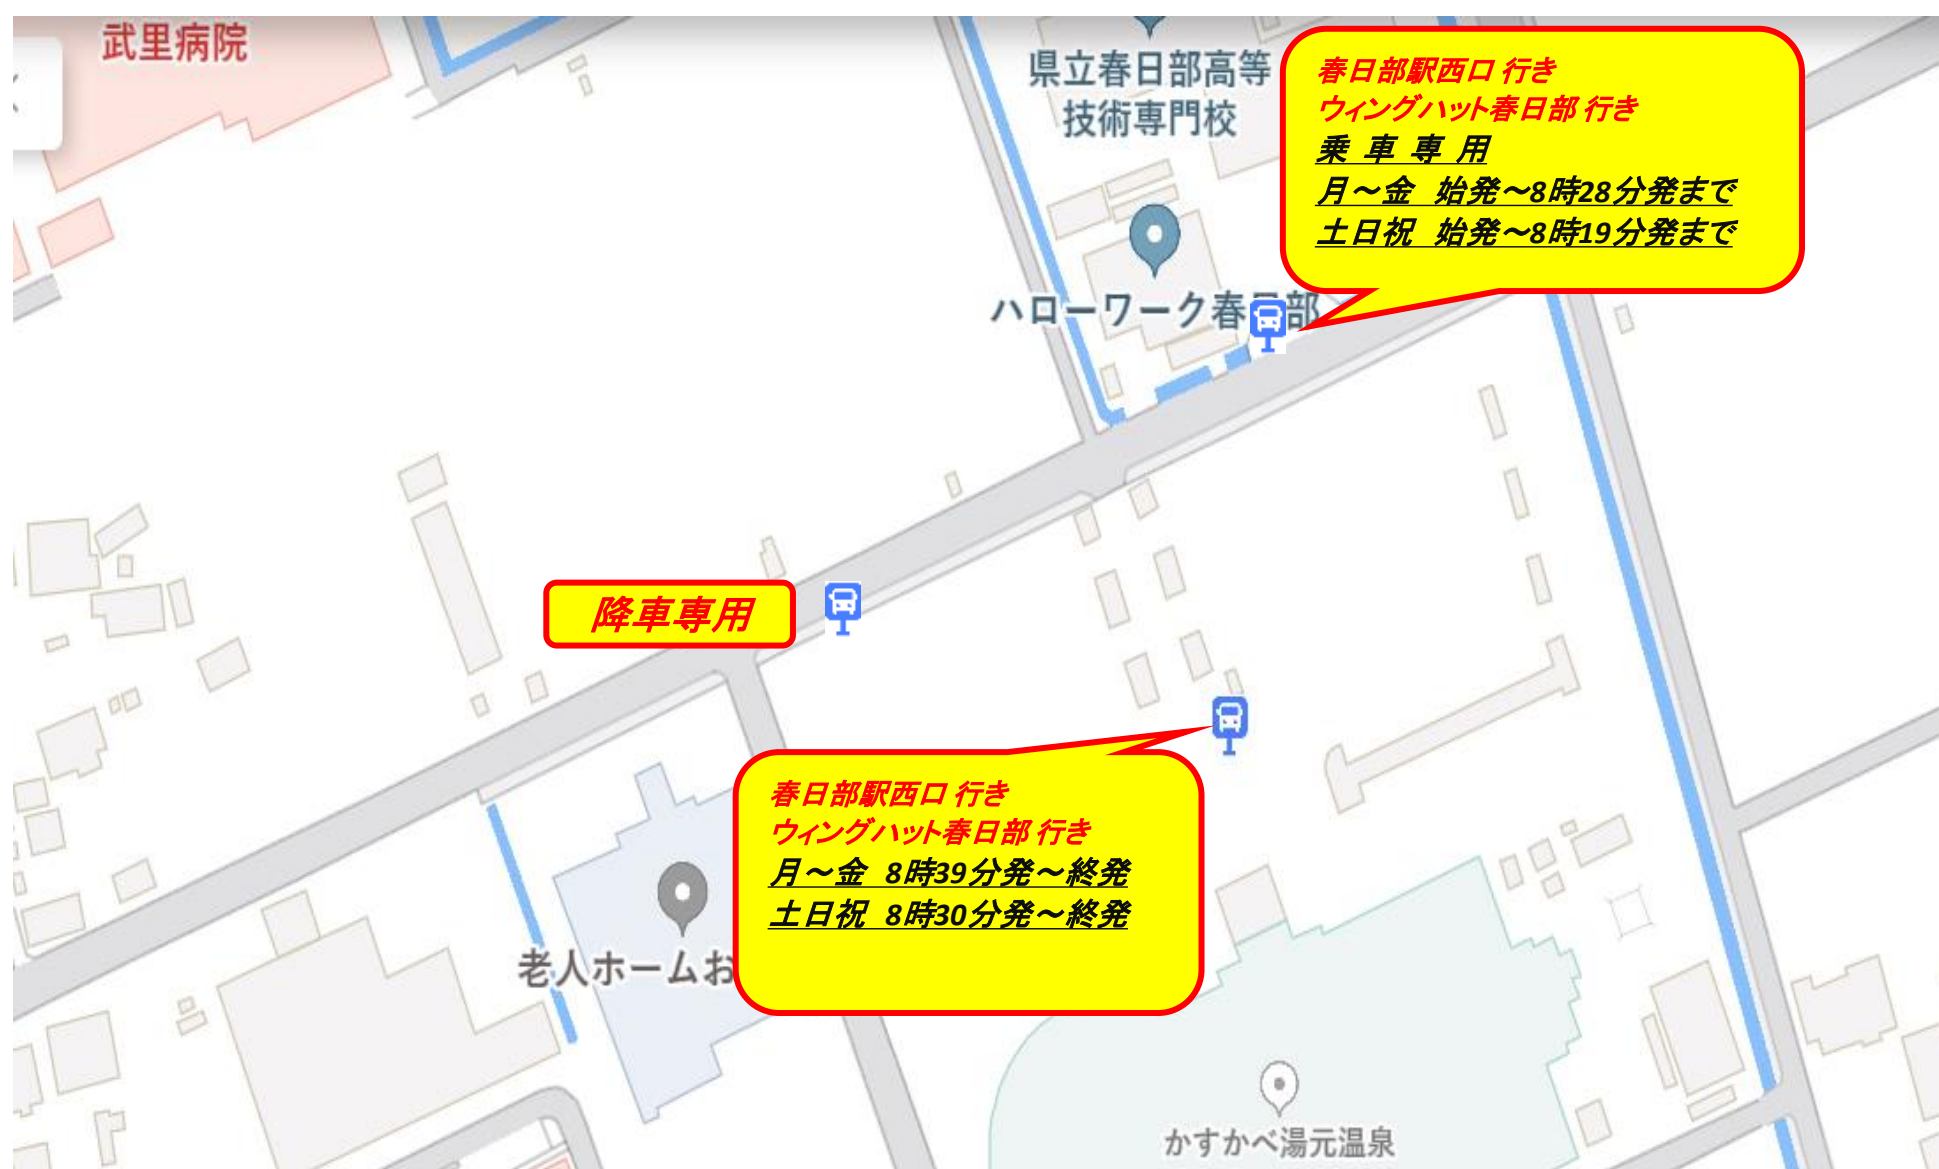 武里病院
県立春日部高等
技術専門校
春日部駅西口 行き
ウィングハット春日部 行き
乗 車 専 用
月～金　始発～8時28分発まで
土日祝　始発～8時19分発まで
ハローワーク春日部
降車専用
春日部駅西口 行き
ウィングハット春日部 行き
月～金　8時39分発～終発
土日祝　8時30分発～終発
老人ホームお
かすかべ湯元温泉